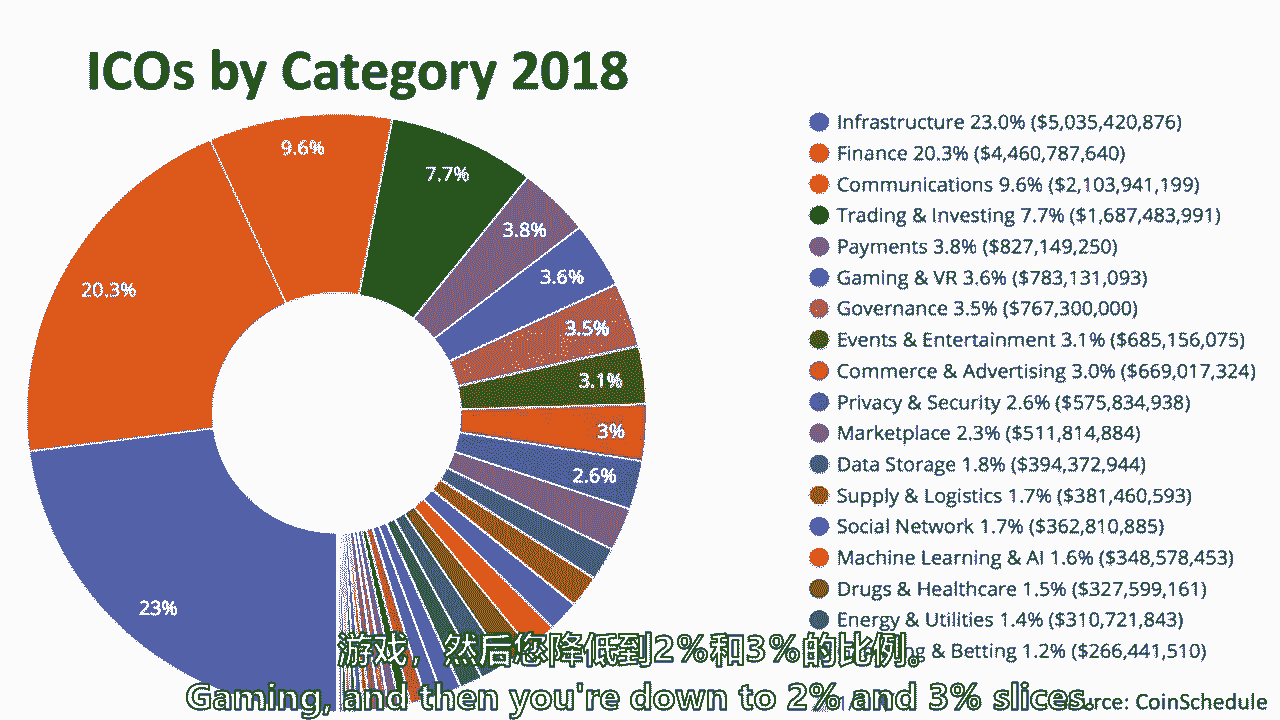 ICOs by Category 2018
9.6%
7.7%
3.8%
3.6%
3.5%
3.1%
3%
2.6%
20.3%
23%
Infrastructure 23.0% ($5,035,420,876)
Finance 20.3% ($4,460,787,640)
Communications 9.6% ($2,103,941,199)
Trading & Investing 7.7% ($1,687,483,991)
Payments 3.8% ($827,149,250)
Gaming & VR 3.6% ($783,131,093)
Governance 3.5% ($767,300,000)
Events & Entertainment 3.1% ($685,156,075)
Commerce & Advertising 3.0% ($669,017,324)
Privacy & Security 2.6% ($575,834,938)
Marketplace 2.3% ($511,814,884)
Data Storage 1.8% ($394,372,944)
Supply & Logistics 1.7% ($381,460,593)
Social Network 1.7% ($362,810,885)
Machine Learning & AI 1.6% ($348,578,453)
Drugs & Healthcare 1.5% ($327,599,161)
Energy & Utilities 1.4% ($310,721,843)
& Betting 1.2% ($266,441,510)
游戏，然后您降低到2%和3%的比例。
Gaming, and then you're down to 2% and 3% slices.
CoinSchedule